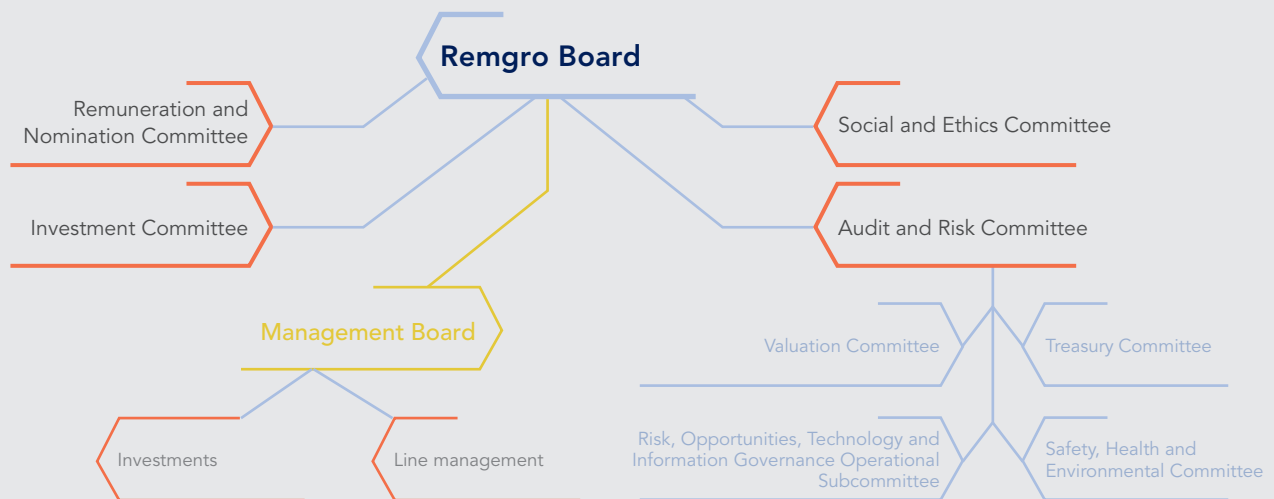 Remgro Board
Remuneration and
Nomination Committee
Social and Ethics Committee
Investment Committee
Audit and Risk Committee
Management Board
Valuation Committee
Treasury Committee
Investments
Line management
Risk, Opportunities, Technology and
Information Governance Operational
Subcommittee
Safety, Health and
Environmental Committee